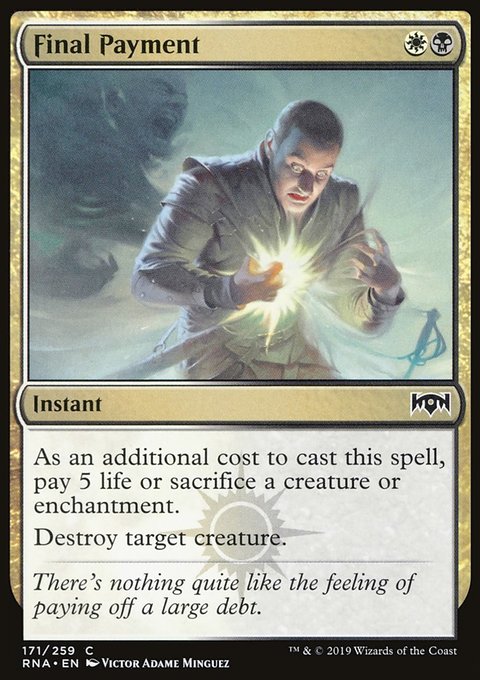 Final Payment
Instant
As an additional cost to cast this spell,
pay 5 life or sacrifice a creature or
enchantment.
Destroy target creature.
There's nothing quite like the feeling of
paying off a large debt.
171/259 C
RNA • EN Victor Adame Minguez
™ & © 2019 Wizards of the Coast